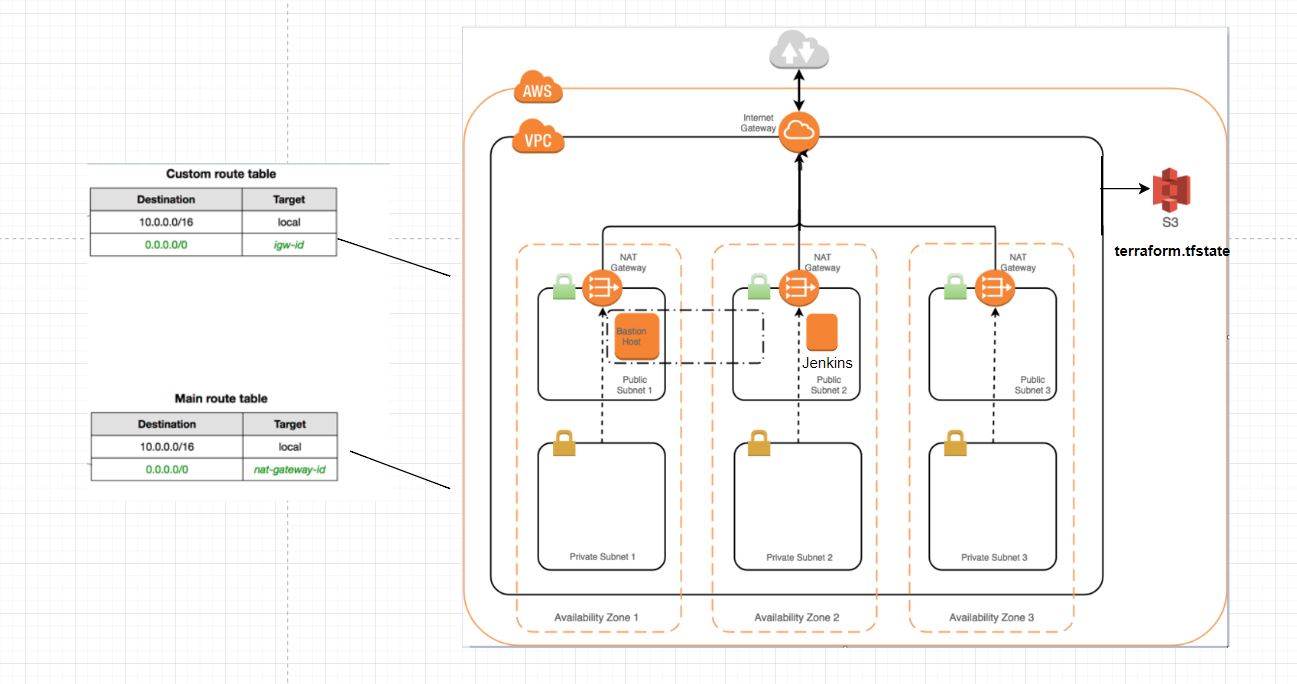 AWS
Internet
Gateway
VPC
Custom route table
Destination Target
10.0.0.0/16 local
0.0.0.0/0 igw-id
S3
terraform.tfstate
NAT
Gateway
NAT
Gateway
NAT
Gateway
Bastion
Host
Jenkins
Public
Subnet 1
Public
Subnet 2
Public
Subnet 3
Main route table
Destination Target
10.0.0.0/16 local
0.0.0.0/0 nat-gateway-id
Private Subnet 1
Private Subnet 2
Private Subnet 3
Availability Zone 1
Availability Zone 2
Availability Zone 3